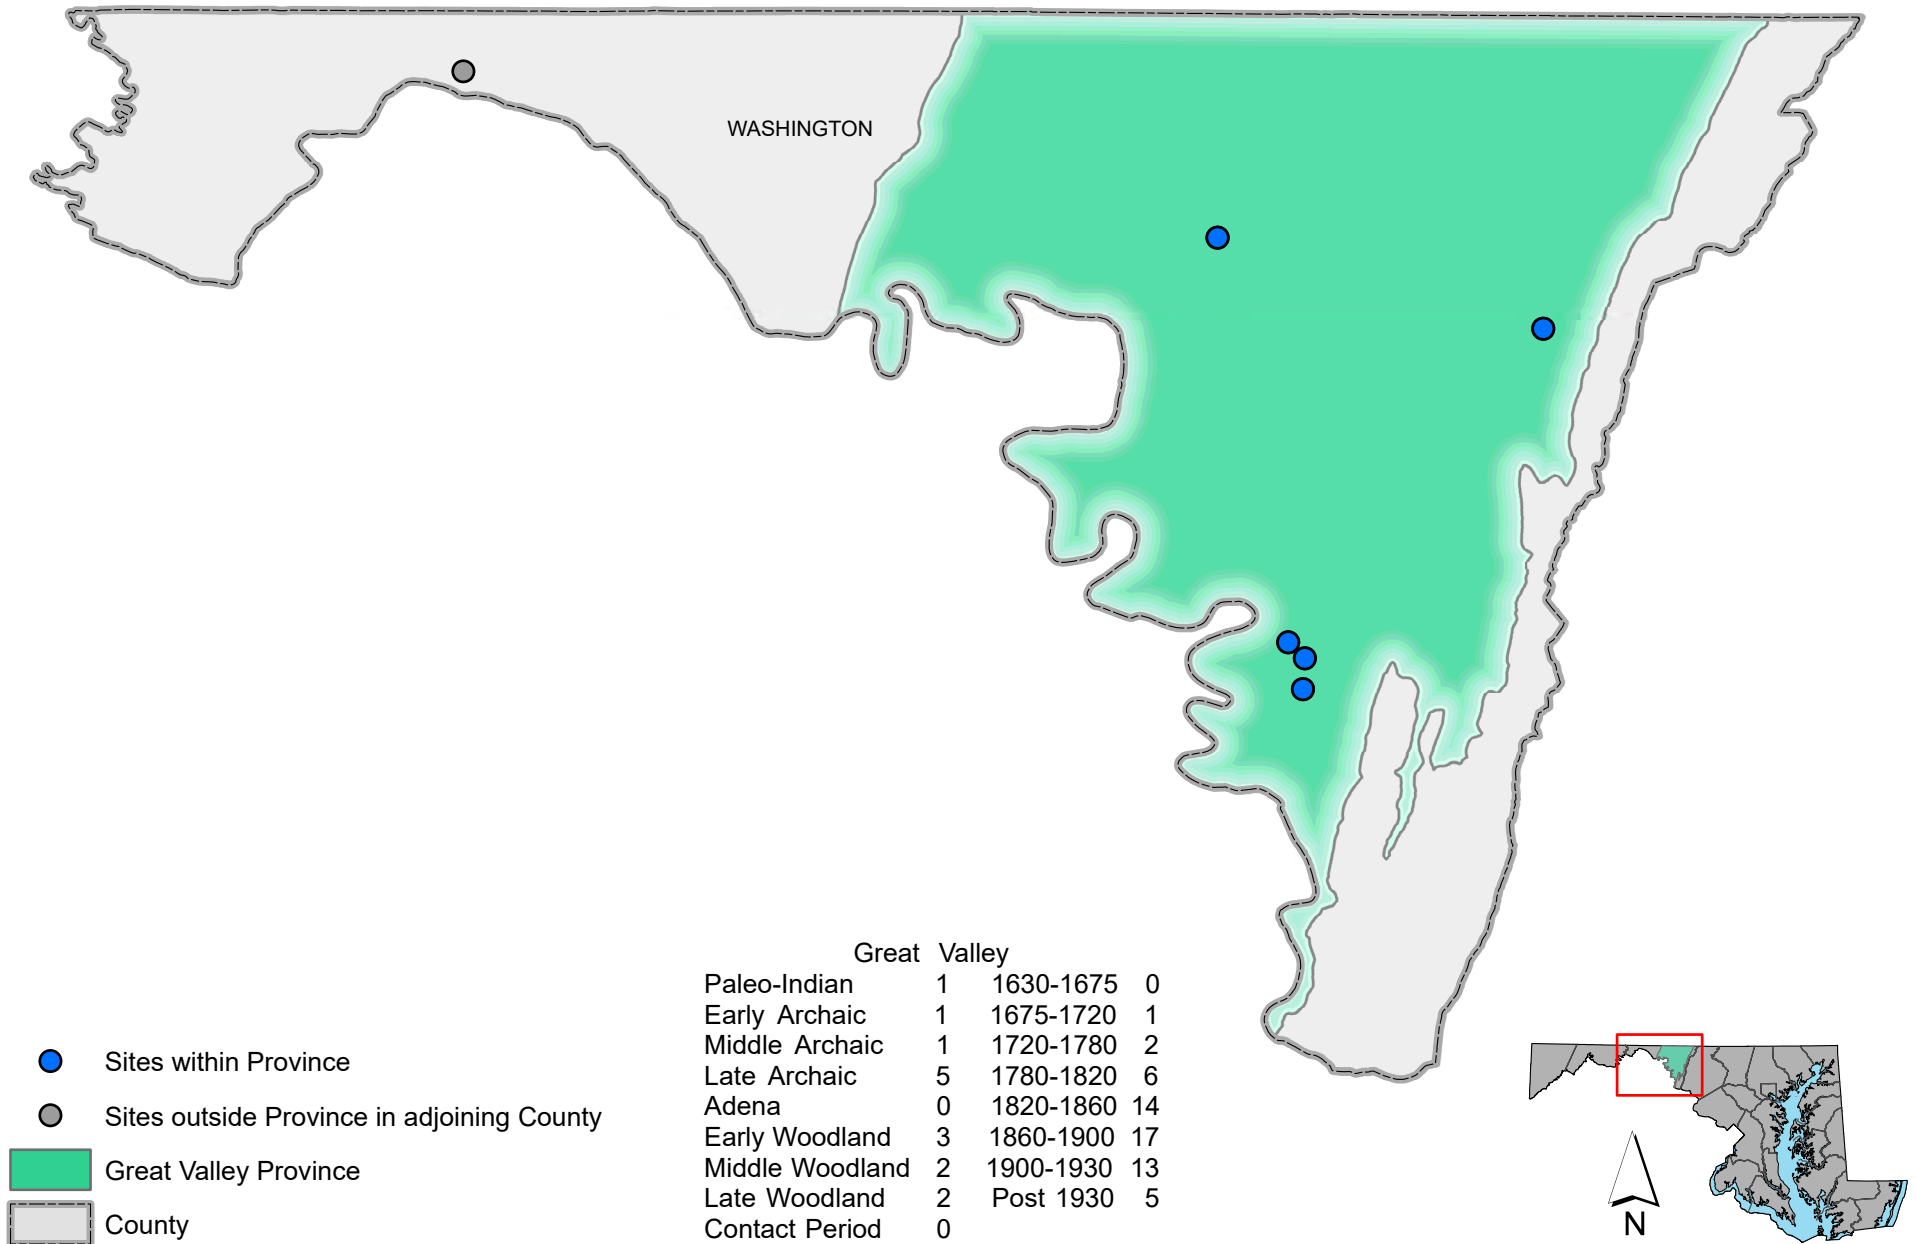 WASHINGTON
Great Valley
Paleo-Indian 1 1630-1675 0
Early Archaic 1 1675-1720 1
Middle Archaic 1 1720-1780 2
Late Archaic 5 1780-1820 6
Adena 0 1820-1860 14
Early Woodland 3 1860-1900 17
Middle Woodland 2 1900-1930 13
Late Woodland 2 Post 1930 5
Contact Period 0
Sites within Province
Sites outside Province in adjoining County
Great Valley Province
County
N